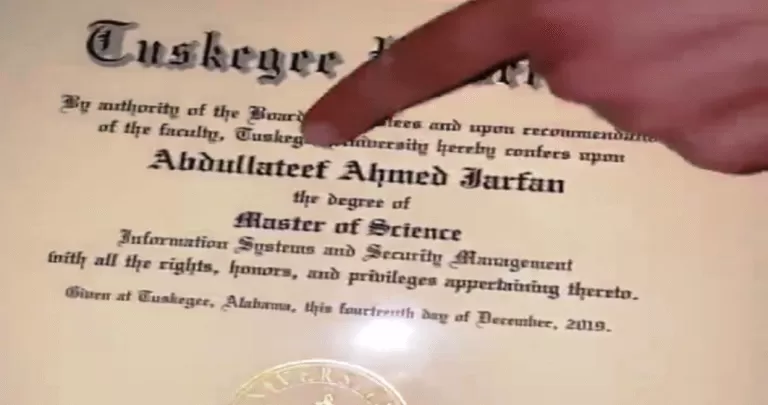 Tuskegee
By authority of the Board and upon
of the faculty, hereby confers upon
Abdullateef Ahmed Jarfan
the degree of
Master of Science
Information Systems and Security Management
with all the rights, honors, and privileges appertaining thereto.
Given at Tuskegee, Alabama, this fourteenth day of December, 2019.